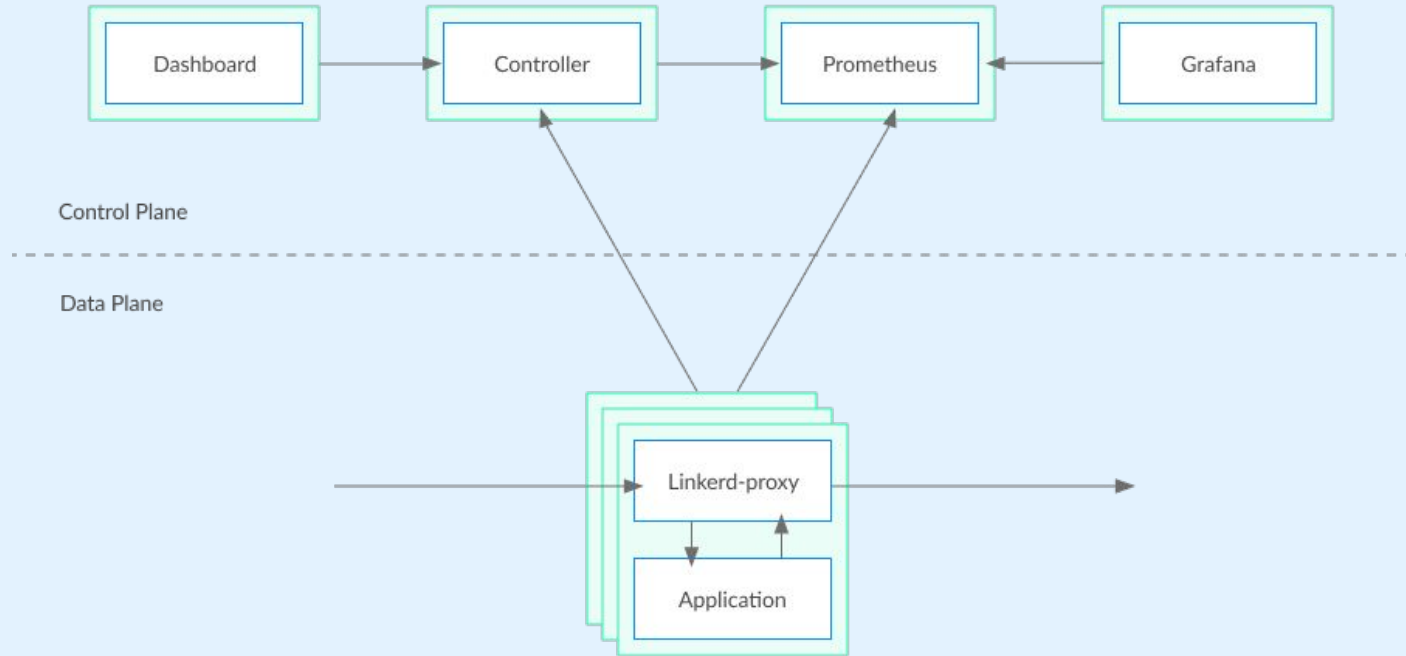 Dashboard
Controller
Prometheus
Grafana
Control Plane
Data Plane
Linkerd-proxy
Application